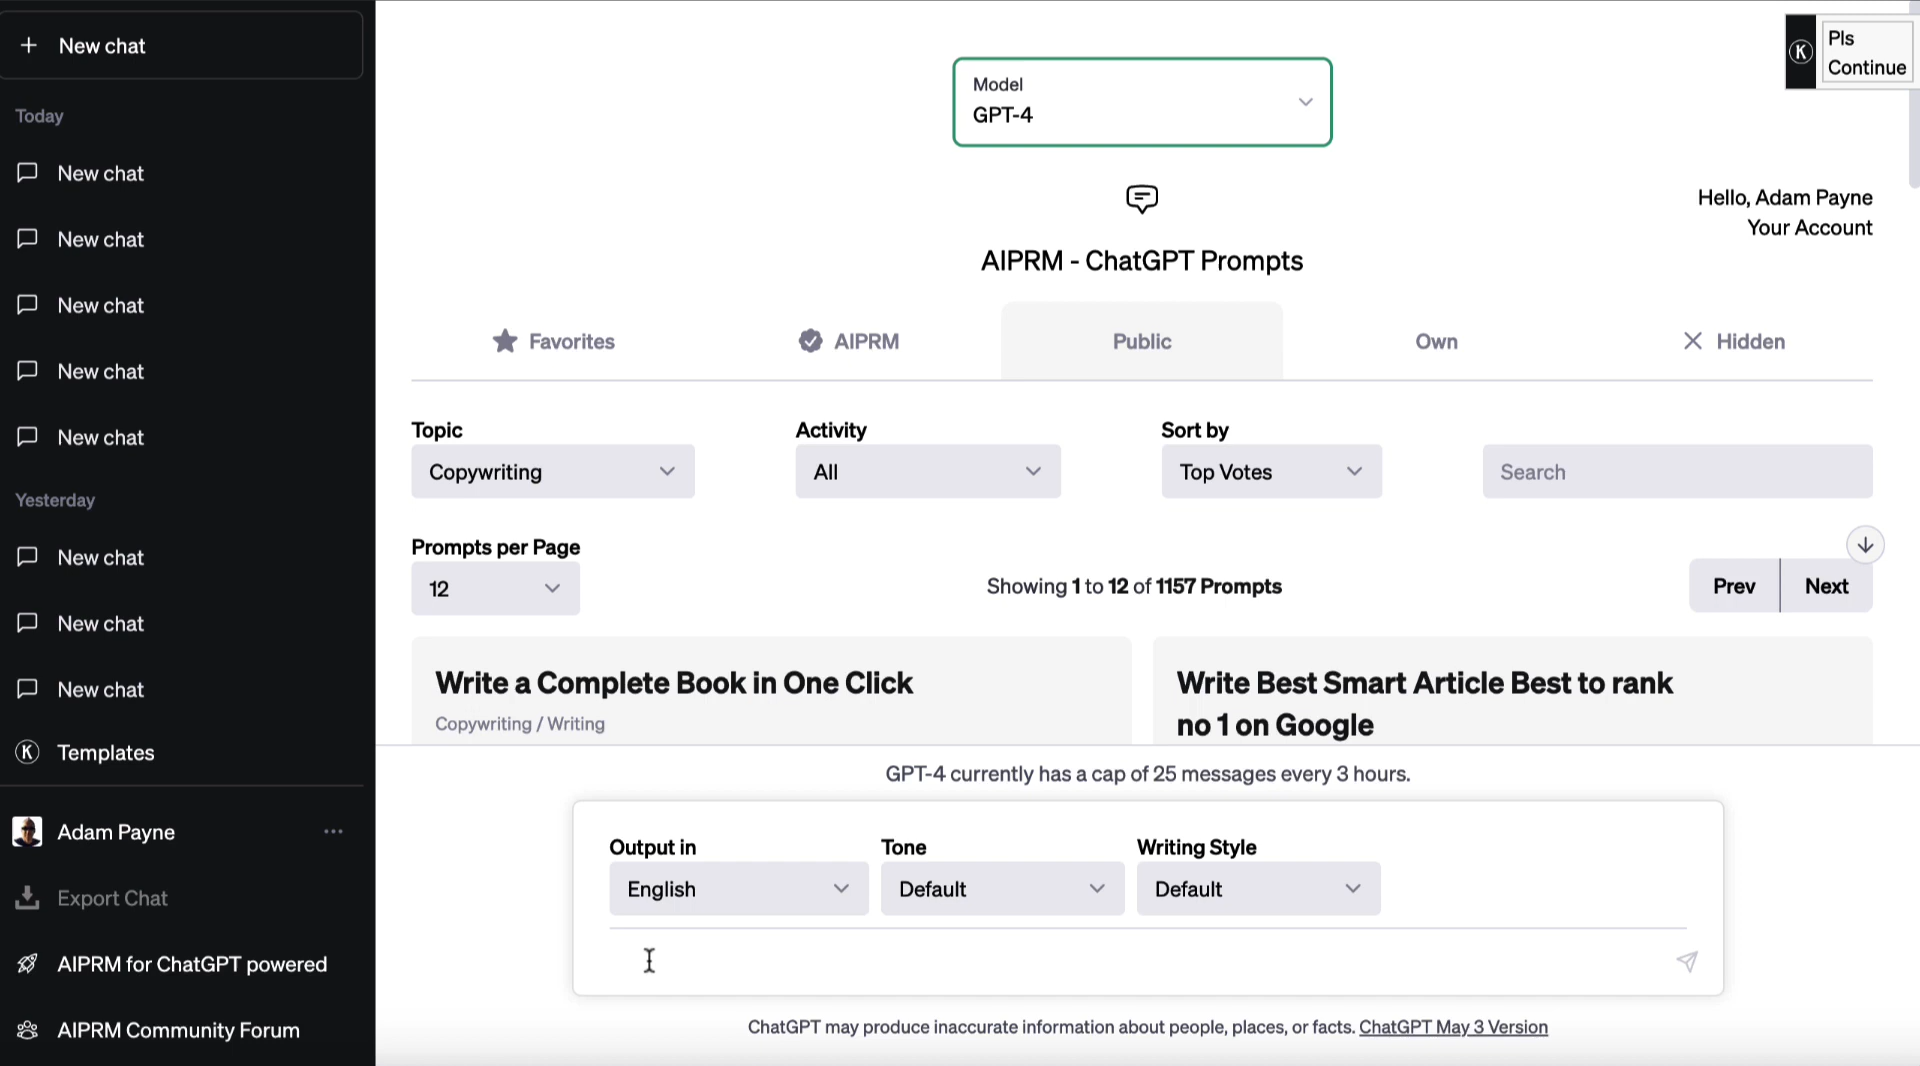 New chat
Today
New chat
New chat
New chat
New chat
New chat
Yesterday
New chat
New chat
New chat
K Templates
Adam Payne
Export Chat
AIPRM for ChatGPT powered
AIPRM Community Forum
Model
GPT-4
K
Pls
Continue
Hello, Adam Payne
Your Account
AIPRM - ChatGPT Prompts
Favorites
AIPRM
Public
Own
Hidden
Topic
Copywriting
Activity
All
Sort by
Top Votes
Search
Prompts per Page
12
Showing 1 to 12 of 1157 Prompts
Prev
Next
Write a Complete Book in One Click
Copywriting / Writing
Write Best Smart Article Best to rank
no 1 on Google
GPT-4 currently has a cap of 25 messages every 3 hours.
Output in
English
Tone
Default
Writing Style
Default
ChatGPT may produce inaccurate information about people, places, or facts. ChatGPT May 3 Version